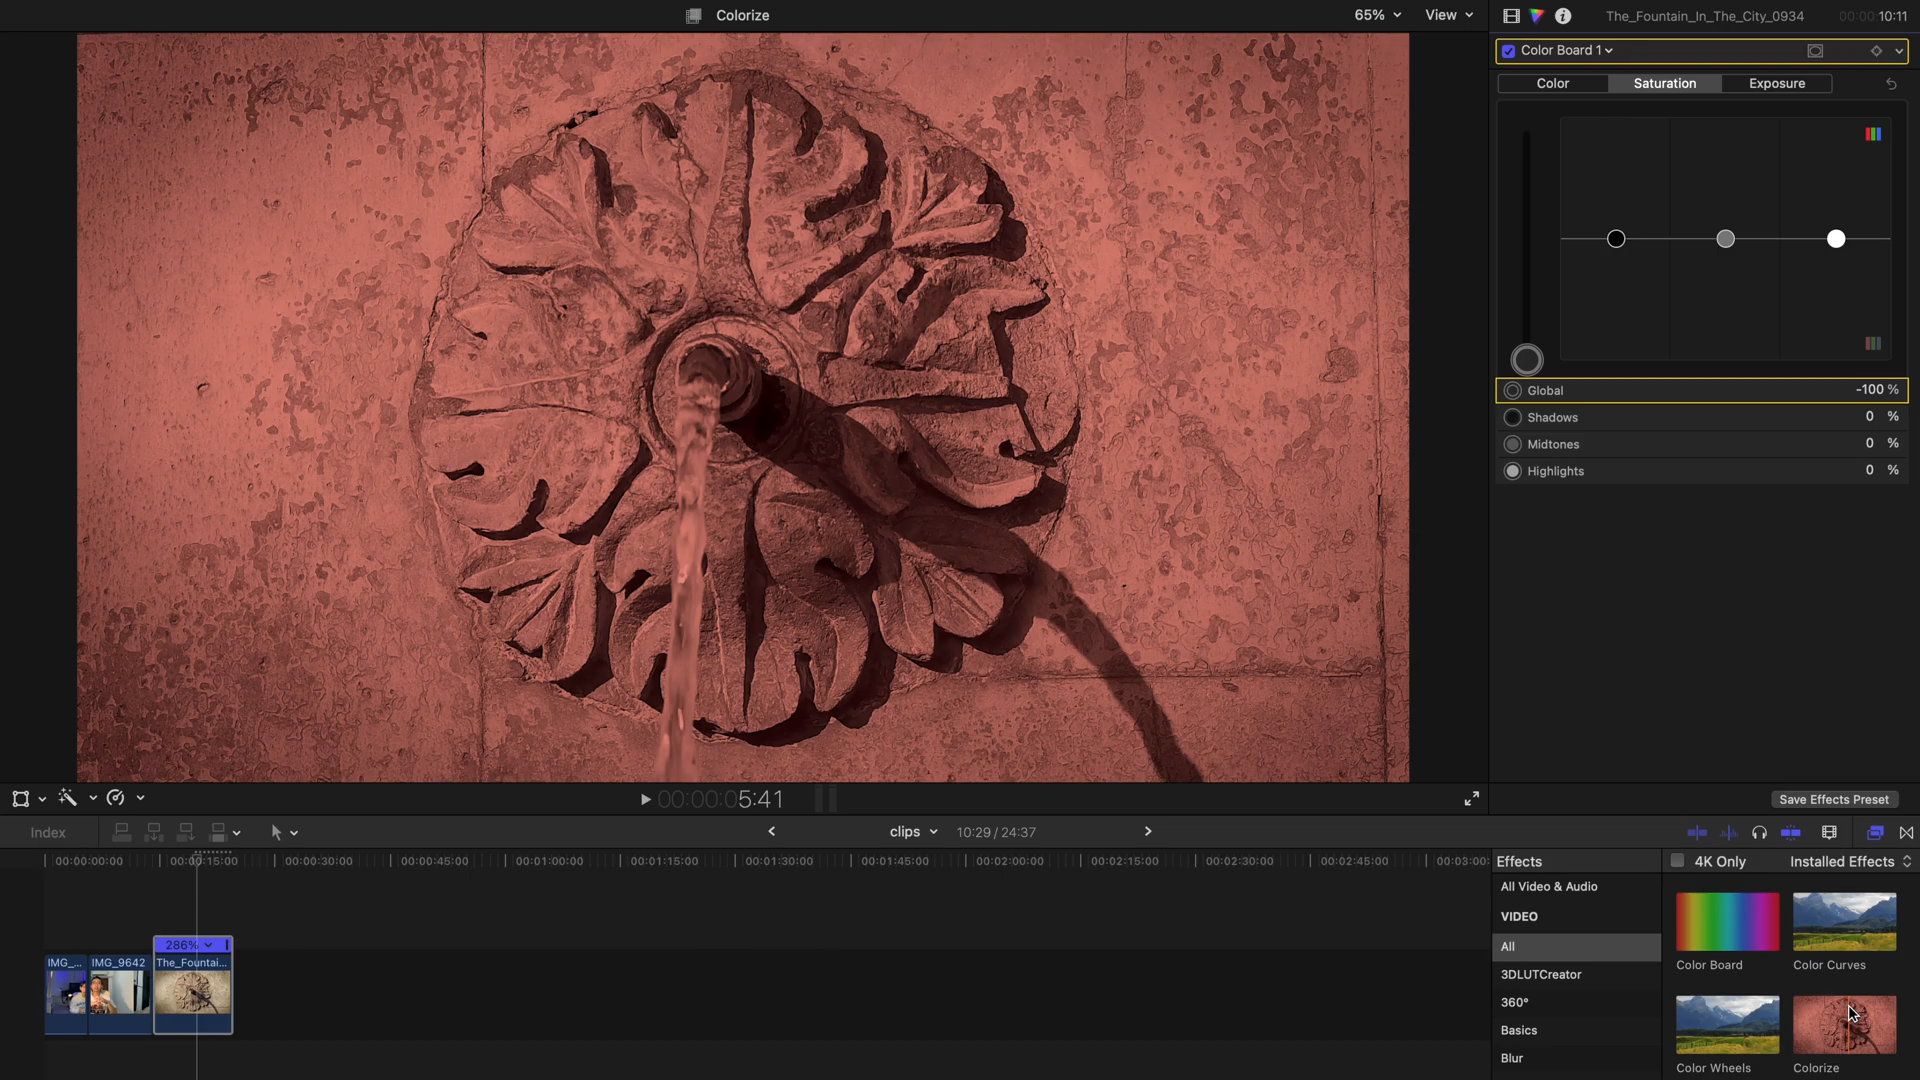 Colorize
65%
View
The_Fountain_In_The_City_0934
00:00:10:11
Color Board 1
Color
Saturation
Exposure
Global
-100 %
Shadows
0 %
Midtones
0 %
Highlights
0 %
00:00:05:41
Save Effects Preset
Index
clips
10:29 / 24:37
00:00:00:00
00:00:15:00
00:00:30:00
00:00:45:00
00:01:00:00
00:01:15:00
00:01:30:00
00:01:45:00
00:02:00:00
00:02:15:00
00:02:30:00
00:02:45:00
00:03:00:
Effects
4K Only
Installed Effects
All Video & Audio
VIDEO
All
3DLUTCreator
360°
Basics
Blur
Color Board
Color Curves
Color Wheels
Colorize
286%
IMG_...
IMG_9642
The_Fountai...